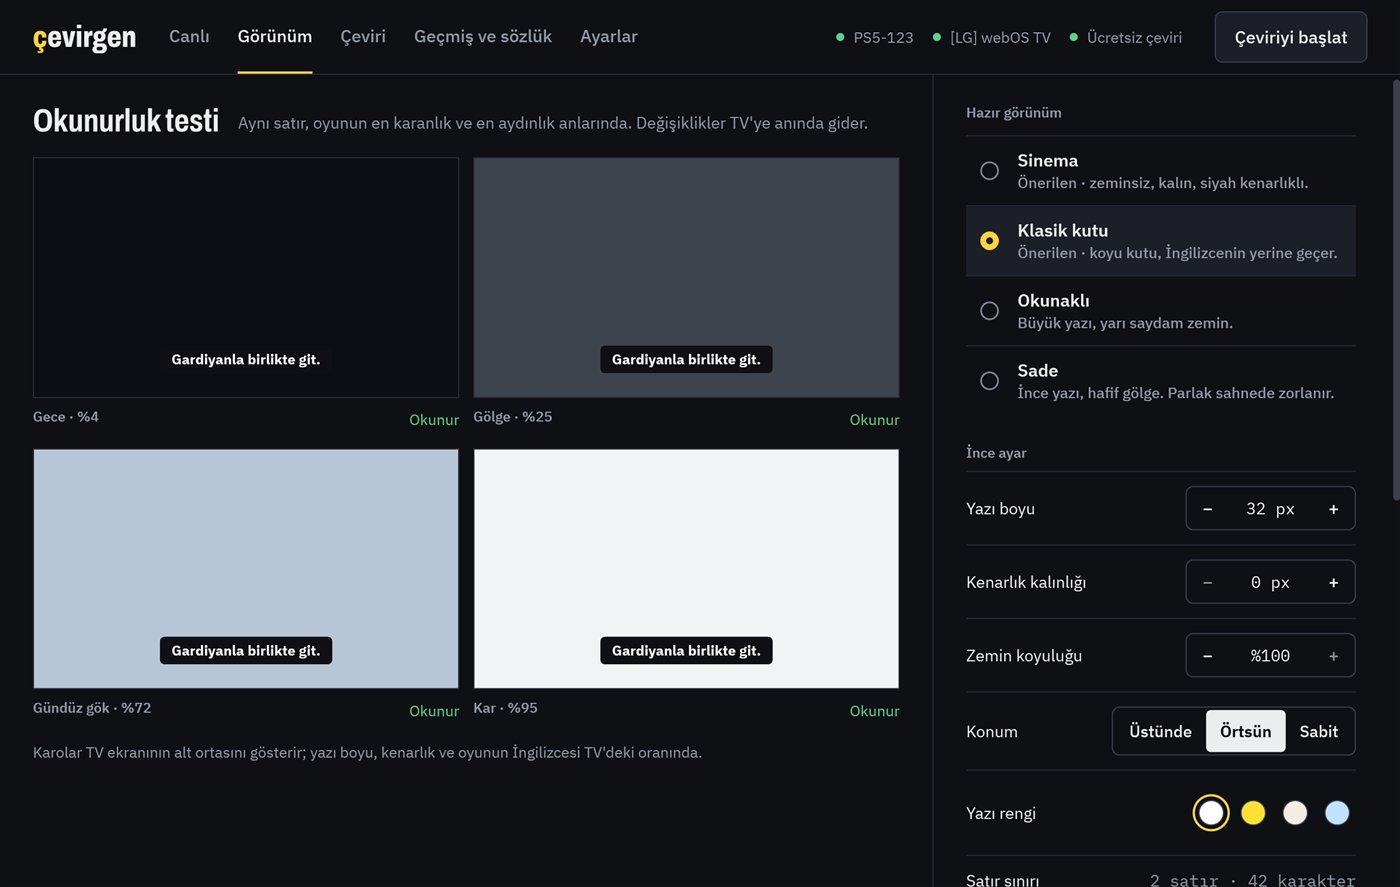 çevirgen
Canlı
Görünüm
Çeviri
Geçmiş ve sözlük
Ayarlar
PS5-123
[LG] webOS TV
Ücretsiz çeviri
Çeviriyi başlat
Okunurluk testi
Aynı satır, oyunun en karanlık ve en aydınlık anlarında. Değişiklikler TV'ye anında gider.
Gardiyanla birlikte git.
Gece · %4
Okunur
Gardiyanla birlikte git.
Gölge · %25
Okunur
Gardiyanla birlikte git.
Gündüz gök · %72
Okunur
Gardiyanla birlikte git.
Kar · %95
Okunur
Karolar TV ekranının alt ortasını gösterir; yazı boyu, kenarlık ve oyunun İngilizcesi TV'deki oranında.
Hazır görünüm
Sinema
Önerilen · zeminsiz, kalın, siyah kenarlıklı.
Klasik kutu
Önerilen · koyu kutu, İngilizcenin yerine geçer.
Okunaklı
Büyük yazı, yarı saydam zemin.
Sade
İnce yazı, hafif gölge. Parlak sahnede zorlanır.
İnce ayar
Yazı boyu
− 32 px +
Kenarlık kalınlığı
− 0 px +
Zemin koyuluğu
− %100 +
Konum
Üstünde
Örtsün
Sabit
Yazı rengi
Satır sınırı
2 satır · 42 karakter